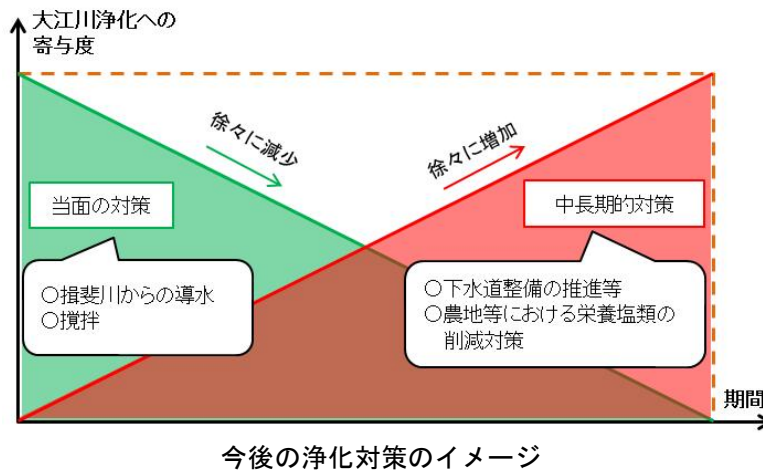 大江川浄化への
寄与度
徐々に減少
徐々に増加
当面の対策
中長期的対策
○揖斐川からの導水
○撹拌
○下水道整備の推進等
○農地等における栄養塩類の
削減対策
期間
今後の浄化対策のイメージ